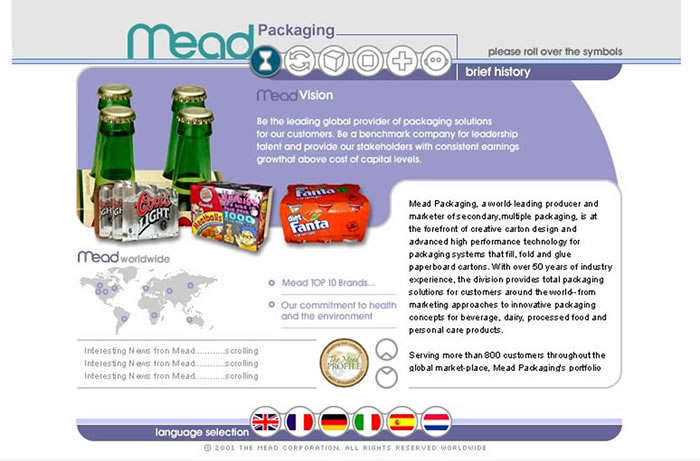 Mead Packaging
please roll over the symbols
brief history
Mead Vision
Be the leading global provider of packaging solutions
for our customers. Be a benchmark company for leadership
talent and provide our stakeholders with consistent earnings
growthat above cost of capital levels.
Coors
LIGHT
Meatballs
1000
diet
Fanta
Fanta
Mead Packaging, a world-leading producer and
marketer of secondary,multiple packaging, is at
the forefront of creative carton design and
advanced high performance technology for
packaging systems that fill, fold and glue
paperboard cartons. With over 50 years of industry
experience, the division provides total packaging
solutions for customers around the world--from
marketing approaches to innovative packaging
concepts for beverage, dairy, processed food and
personal care products.
Serving more than 800 customers throughout the
global market-place, Mead Packaging's portfolio
Mead worldwide
Mead TOP 10 Brands...
Our commitment to health
and the environment
Interesting News fron Mead...........scrolling
Interesting News fron Mead...........scrolling
Interesting News fron Mead...........scrolling
The Mead
PROFILE
language selection
© 2001 THE MEAD CORPORATION. ALL RIGHTS RESERVED WORLDWIDE